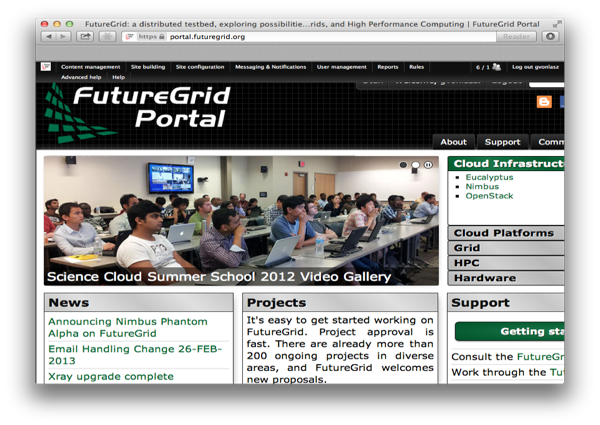 FutureGrid: a distributed testbed, exploring possibilitie...rids, and High Performance Computing | FutureGrid Portal
https portal.futuregrid.org Reader
Content management Site building Site configuration Messaging & Notifications User management Reports Rules 6 / 1 Log out gvonlasz
Advanced help Help
FutureGrid
Portal
About Support Comm
Cloud Infrastruct
Eucalyptus
Nimbus
OpenStack
Cloud Platforms
Grid
HPC
Hardware
Science Cloud Summer School 2012 Video Gallery
News
Announcing Nimbus Phantom
Alpha on FutureGrid
Email Handling Change 26-FEB-
2013
Xray upgrade complete
Projects
It's easy to get started working on
FutureGrid. Project approval is
fast. There are already more than
200 ongoing projects in diverse
areas, and FutureGrid welcomes
new proposals.
Support
Getting sta
Consult the FutureGr
Work through the Tu